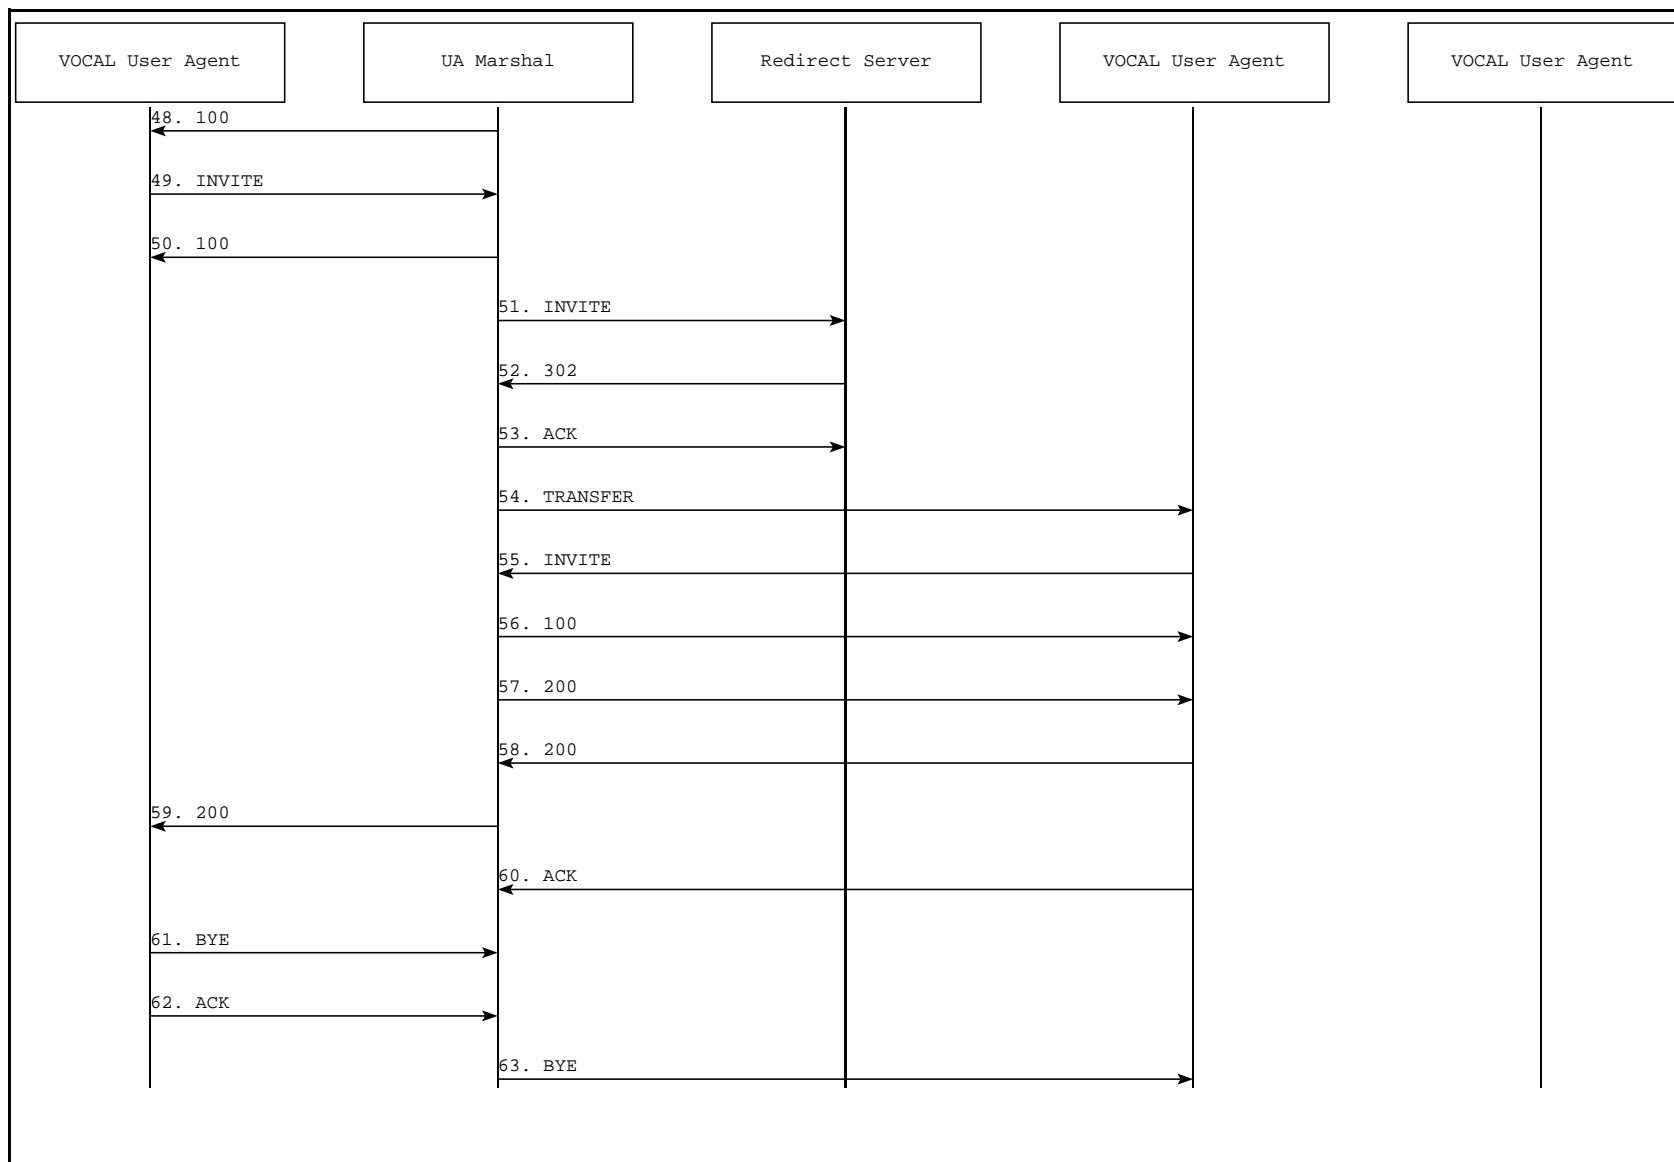 VOCAL User Agent
UA Marshal
Redirect Server
VOCAL User Agent
VOCAL User Agent
48. 100
49. INVITE
50. 100
51. INVITE
52. 302
53. ACK
54. TRANSFER
55. INVITE
56. 100
57. 200
58. 200
59. 200
60. ACK
61. BYE
62. ACK
63. BYE